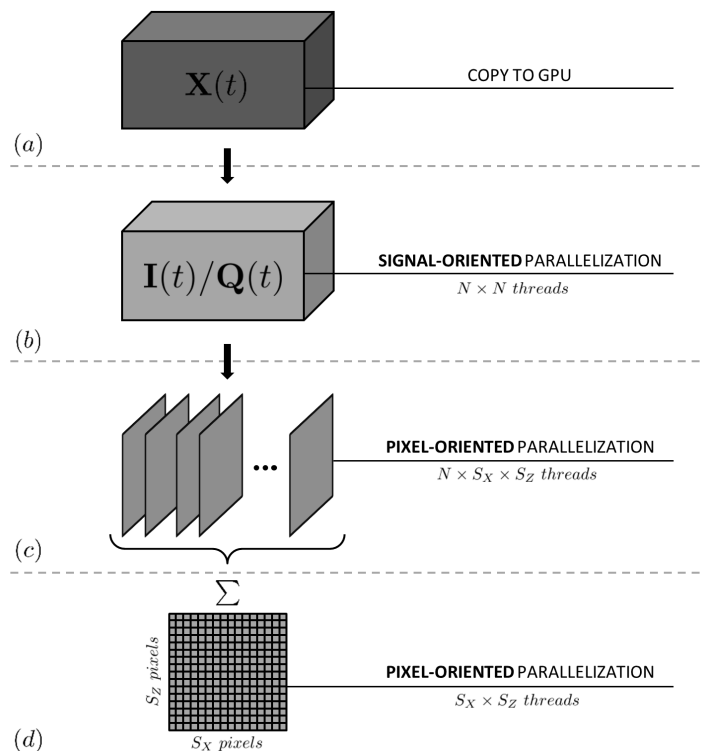 X(t)
COPY TO GPU
(a)
I(t)/Q(t)
SIGNAL-ORIENTED PARALLELIZATION
N × N threads
(b)
PIXEL-ORIENTED PARALLELIZATION
N × S_X × S_Z threads
...
(c)
∑
S_Z pixels
PIXEL-ORIENTED PARALLELIZATION
S_X × S_Z threads
S_X pixels
(d)